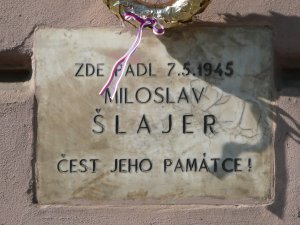 ZDE PADL 7.5.1945
MILOSLAV
ŠLAJER
ČEST JEHO PAMÁTCE!